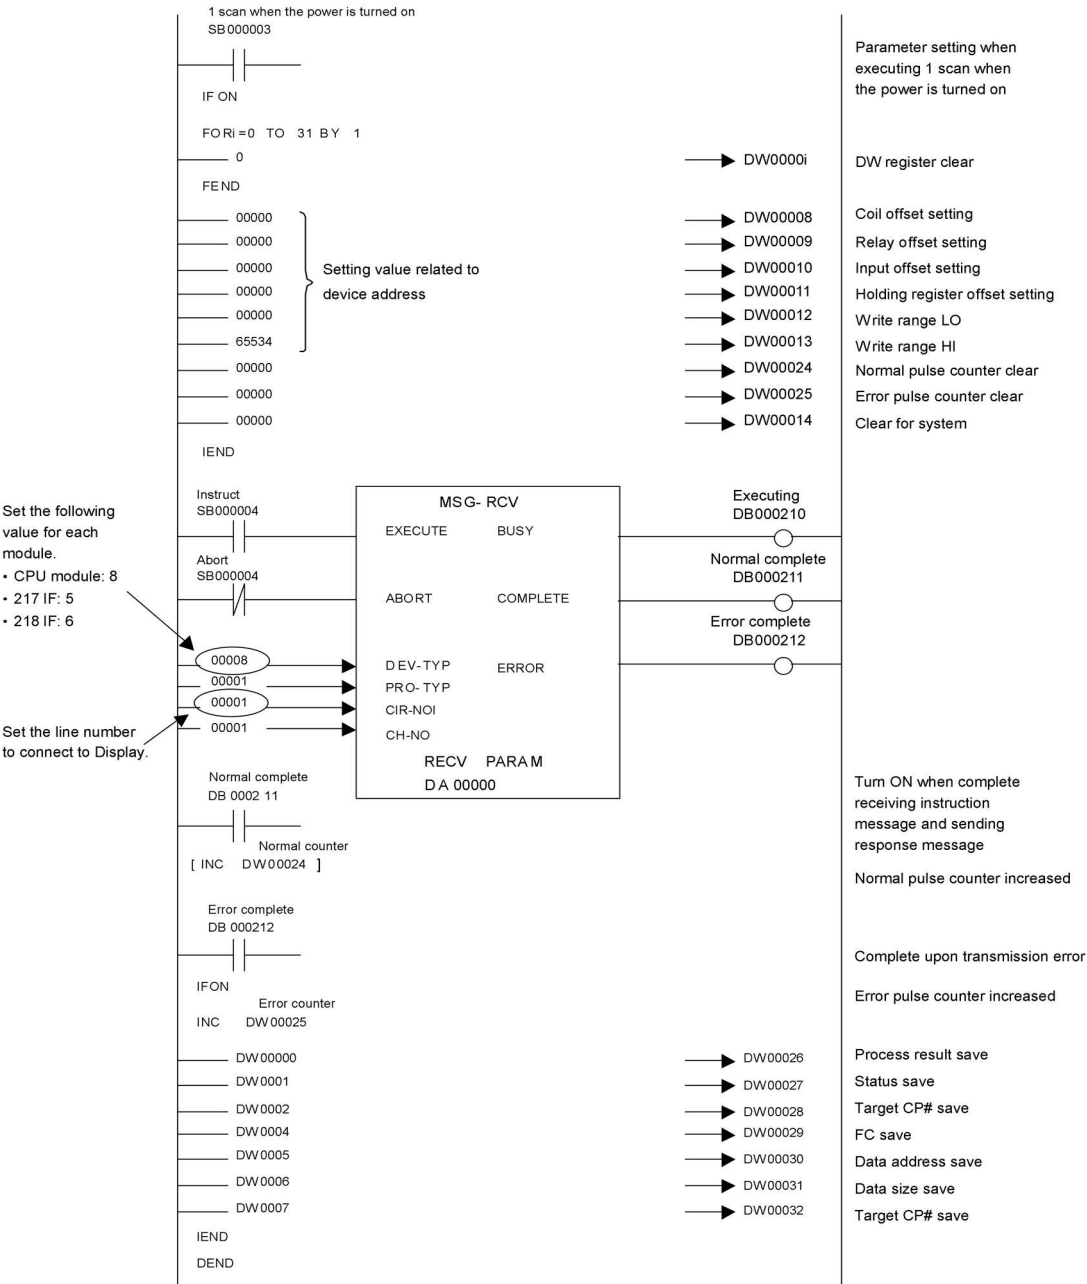 1 scan when the power is turned on
SB000003
Parameter setting when
executing 1 scan when
the power is turned on
IF ON
FORi=0 TO 31 BY 1
0 DW0000i DW register clear
FEND
00000 DW00008 Coil offset setting
00000 DW00009 Relay offset setting
00000 DW00010 Input offset setting
Setting value related to
device address
00000 DW00011 Holding register offset setting
00000 DW00012 Write range LO
65534 DW00013 Write range HI
00000 DW00024 Normal pulse counter clear
00000 DW00025 Error pulse counter clear
00000 DW00014 Clear for system
IEND
Set the following
value for each
module.
• CPU module: 8
• 217 IF: 5
• 218 IF: 6
Instruct
SB000004
MSG-RCV
Executing
DB000210
EXECUTE BUSY
Abort
SB000004
Normal complete
DB000211
ABORT COMPLETE
Error complete
DB000212
00008 DEV-TYP ERROR
00001 PRO-TYP
00001 CIR-NOI
00001 CH-NO
Set the line number
to connect to Display.
RECV PARAM
DA 00000
Normal complete
DB 0002 11
Turn ON when complete
receiving instruction
message and sending
response message
Normal counter
[ INC DW00024 ]
Normal pulse counter increased
Error complete
DB 000212
Complete upon transmission error
IFON
Error counter
INC DW00025
Error pulse counter increased
DW00000 DW00026 Process result save
DW0001 DW00027 Status save
DW0002 DW00028 Target CP# save
DW0004 DW00029 FC save
DW0005 DW00030 Data address save
DW0006 DW00031 Data size save
DW0007 DW00032 Target CP# save
IEND
DEND